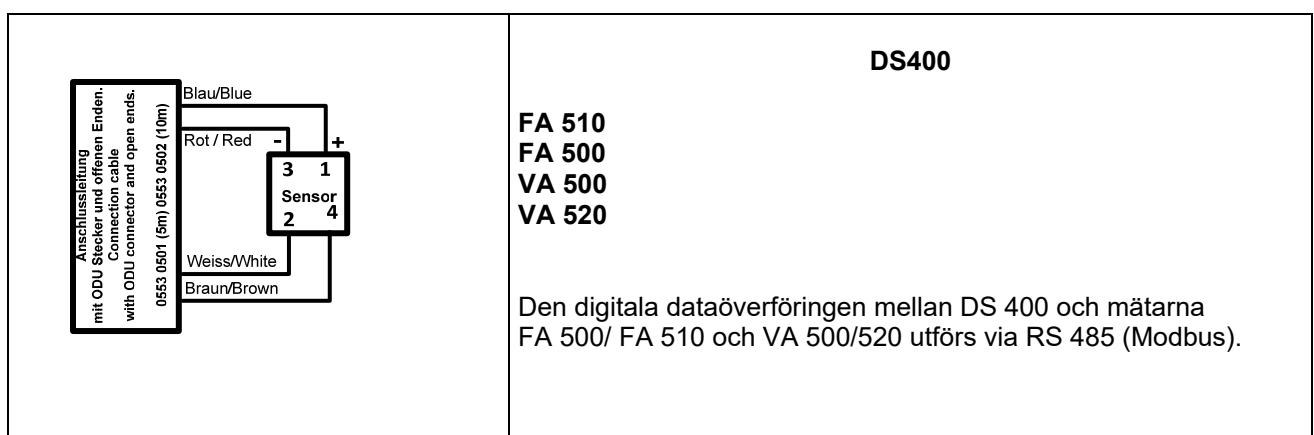 Anschlussleitung
mit ODU Stecker und offenen Enden.
Connection cable
with ODU connector and open ends.
0553 0501 (5m) 0553 0502 (10m)
Blau/Blue
Rot / Red
- +
3 1
Sensor
2 4
Weiss/White
Braun/Brown
DS400
FA 510
FA 500
VA 500
VA 520
Den digitala dataöverföringen mellan DS 400 och mätarna
FA 500/ FA 510 och VA 500/520 utförs via RS 485 (Modbus).